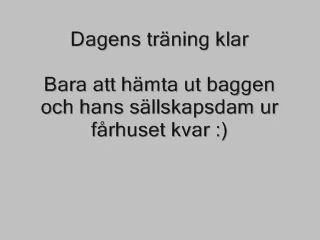 Dagens träning klar
Bara att hämta ut baggen
och hans sällskapsdam ur
fårhuset kvar :)